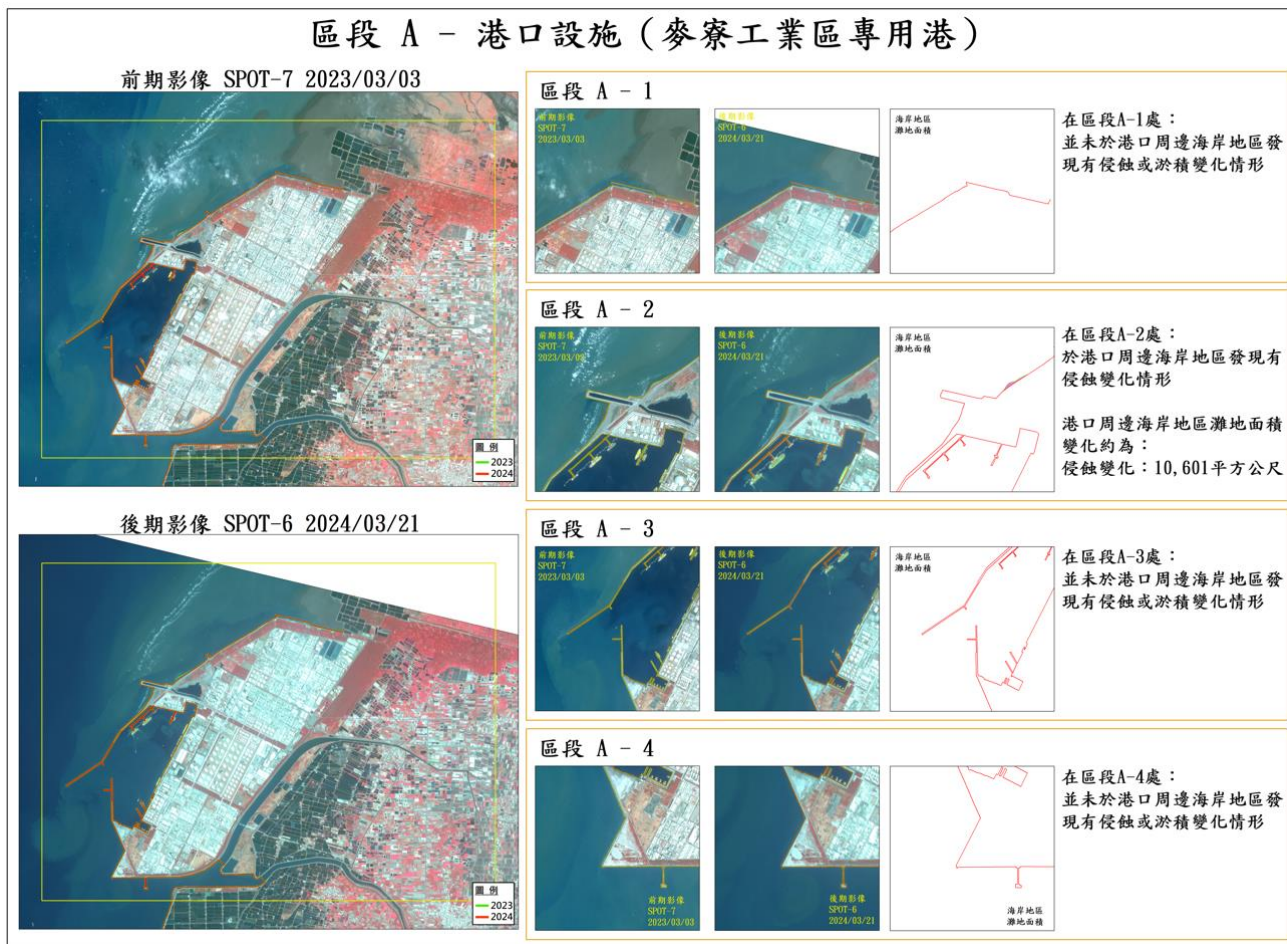 區段 A - 港口設施（麥寮工業區專用港）
前期影像 SPOT-7 2023/03/03
圖 例
2023
2024
後期影像 SPOT-6 2024/03/21
圖 例
2023
2024
區段 A - 1
前期影像
SPOT-7
2023/03/03
後期影像
SPOT-6
2024/03/21
海岸地區
灘地面積
在區段A-1處：
並未於港口周邊海岸地區發
現有侵蝕或淤積變化情形
區段 A - 2
前期影像
SPOT-7
2023/03/03
後期影像
SPOT-6
2024/03/21
海岸地區
灘地面積
在區段A-2處：
於港口周邊海岸地區發現有
侵蝕變化情形
港口周邊海岸地區灘地面積
變化約為：
侵蝕變化：10,601平方公尺
區段 A - 3
前期影像
SPOT-7
2023/03/03
後期影像
SPOT-6
2024/03/21
海岸地區
灘地面積
在區段A-3處：
並未於港口周邊海岸地區發
現有侵蝕或淤積變化情形
區段 A - 4
前期影像
SPOT-7
2023/03/03
後期影像
SPOT-6
2024/03/21
海岸地區
灘地面積
在區段A-4處：
並未於港口周邊海岸地區發
現有侵蝕或淤積變化情形